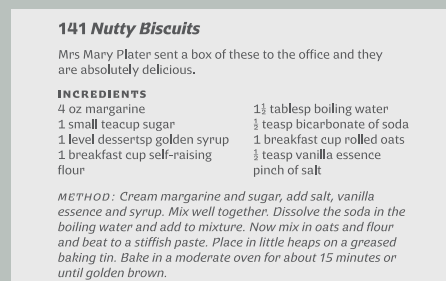 141 Nutty Biscuits
Mrs Mary Plater sent a box of these to the office and they
are absolutely delicious.
INCREDIENTS
4 oz margarine
1 small teacup sugar
1 level dessertsp golden syrup
1 breakfast cup self-raising
flour
1½ tablesp boiling water
½ teasp bicarbonate of soda
1 breakfast cup rolled oats
½ teasp vanilla essence
pinch of salt
METHOD: Cream margarine and sugar, add salt, vanilla
essence and syrup. Mix well together. Dissolve the soda in the
boiling water and add to mixture. Now mix in oats and flour
and beat to a stiffish paste. Place in little heaps on a greased
baking tin. Bake in a moderate oven for about 15 minutes or
until golden brown.